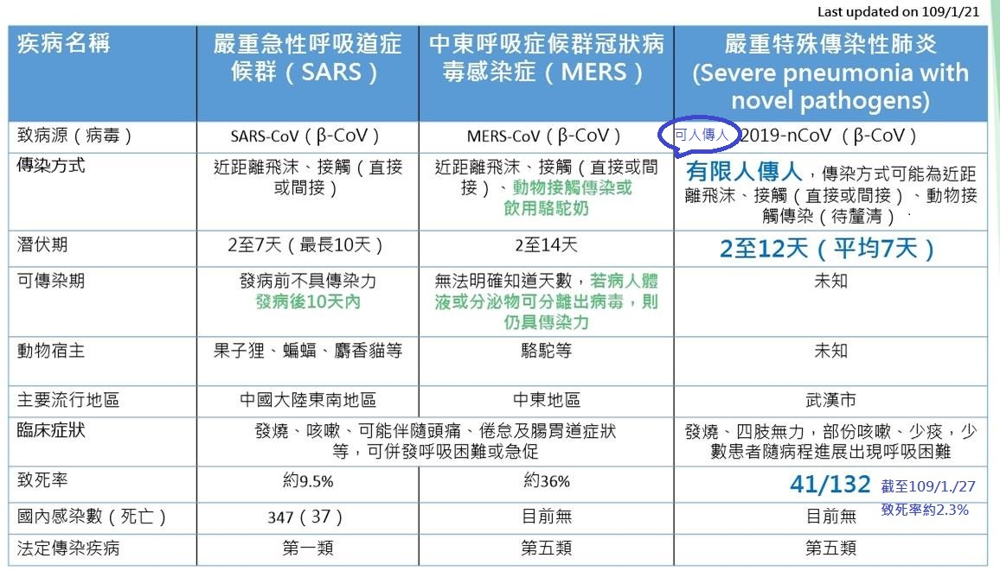 Last updated on 109/1/21
疾病名稱
嚴重急性呼吸道症
候群（SARS）
中東呼吸症候群冠狀病
毒感染症（MERS）
嚴重特殊傳染性肺炎
(Severe pneumonia with
novel pathogens)
致病源（病毒）
SARS-CoV（β-CoV）
MERS-CoV（β-CoV）
可人傳人
2019-nCoV （β-CoV）
傳染方式
近距離飛沫、接觸（直接
或間接）
近距離飛沫、接觸（直接或間
接）、動物接觸傳染或
飲用駱駝奶
有限人傳人，傳染方式可能為近距
離飛沫、接觸（直接或間接）、動物接
觸傳染（待釐清）.
潛伏期
2至7天（最長10天）
2至14天
2至12天（平均7天）
可傳染期
發病前不具傳染力
發病後10天內
無法明確知道天數，若病人體
液或分泌物可分離出病毒，則
仍具傳染力
未知
動物宿主
果子狸、蝙蝠、麝香貓等
駱駝等
未知
主要流行地區
中國大陸東南地區
中東地區
武漢市
臨床症狀
發燒、咳嗽、可能伴隨頭痛、倦怠及腸胃道症狀
等，可併發呼吸困難或急促
發燒、四肢無力，部份咳嗽、少痰，少
數患者隨病程進展出現呼吸困難
致死率
約9.5%
約36%
41/132
截至109/1./27
致死率約2.3%
國內感染數（死亡）
347（37）
目前無
目前無
法定傳染疾病
第一類
第五類
第五類